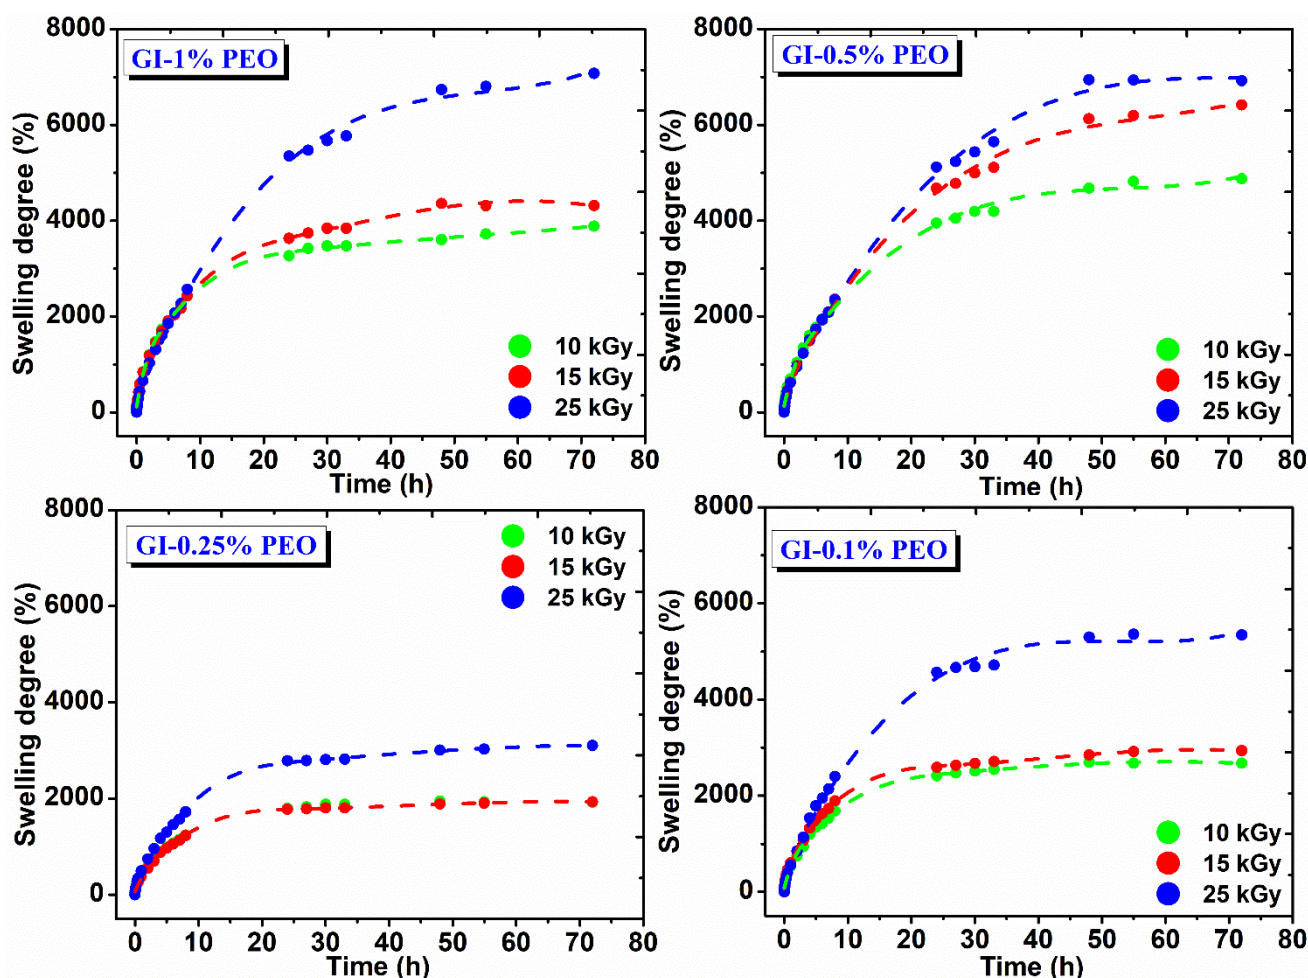 GI-1% PEO
8000
6000
4000
2000
0
Swelling degree (%)
10 kGy
15 kGy
25 kGy
0 10 20 30 40 50 60 70 80
Time (h)
GI-0.5% PEO
8000
6000
4000
2000
0
Swelling degree (%)
10 kGy
15 kGy
25 kGy
0 10 20 30 40 50 60 70 80
Time (h)
GI-0.25% PEO
8000
6000
4000
2000
0
Swelling degree (%)
10 kGy
15 kGy
25 kGy
0 10 20 30 40 50 60 70 80
Time (h)
GI-0.1% PEO
8000
6000
4000
2000
0
Swelling degree (%)
10 kGy
15 kGy
25 kGy
0 10 20 30 40 50 60 70 80
Time (h)